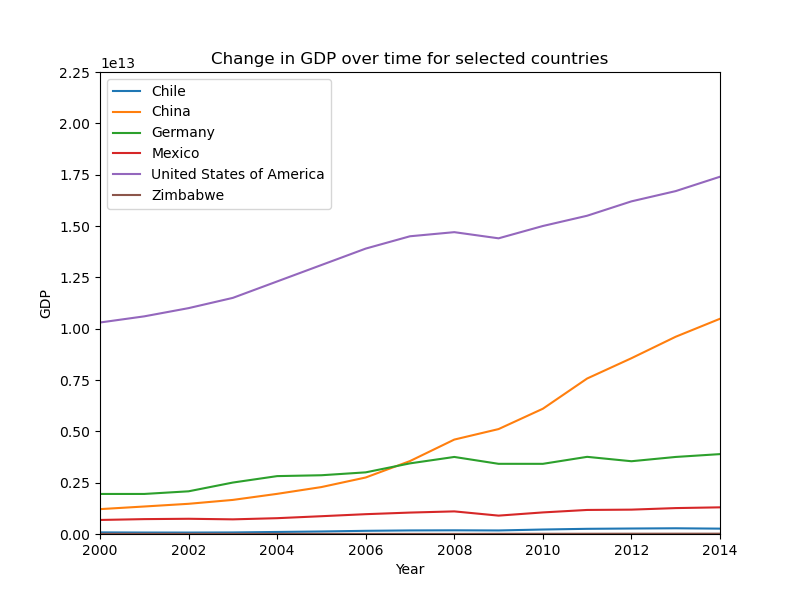 Change in GDP over time for selected countries
1e13
2.25
2.00
1.75
1.50
1.25
1.00
0.75
0.50
0.25
0.00
GDP
Chile
China
Germany
Mexico
United States of America
Zimbabwe
2000 2002 2004 2006 2008 2010 2012 2014
Year